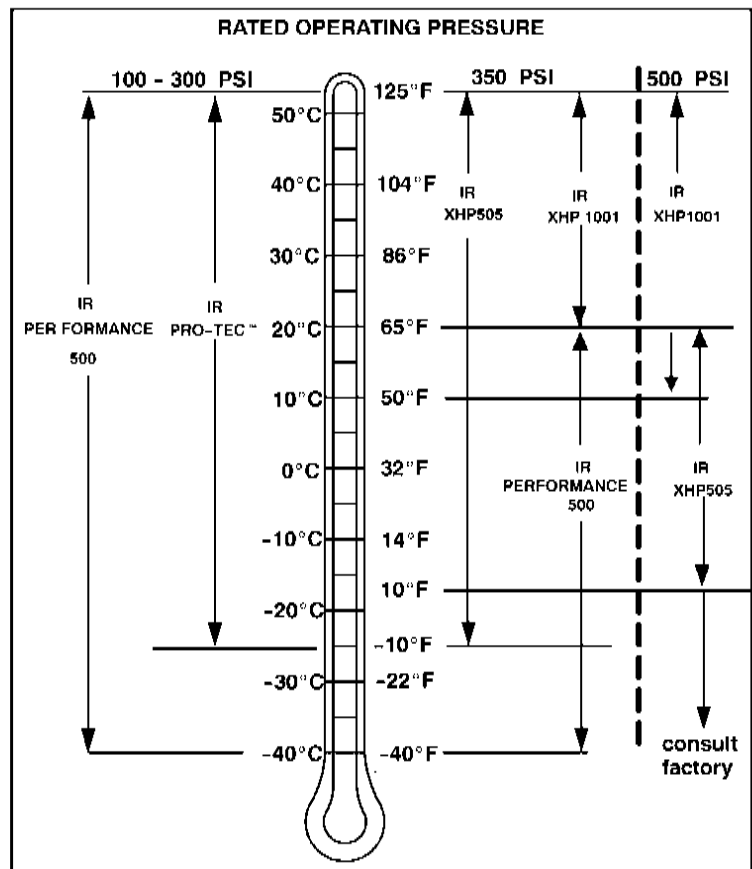 RATED OPERATING PRESSURE
100 - 300 PSI
350 PSI
500 PSI
125°F
50°C
40°C
104°F
30°C
86°F
20°C
65°F
10°C
50°F
0°C
32°F
-10°C
14°F
10°F
-20°C
-10°F
-30°C
-22°F
-40°C
-40°F
IR
PERFORMANCE
500
IR
PRO-TEC™
IR
XHP505
IR
XHP 1001
IR
XHP1001
IR
PERFORMANCE
500
IR
XHP505
consult
factory